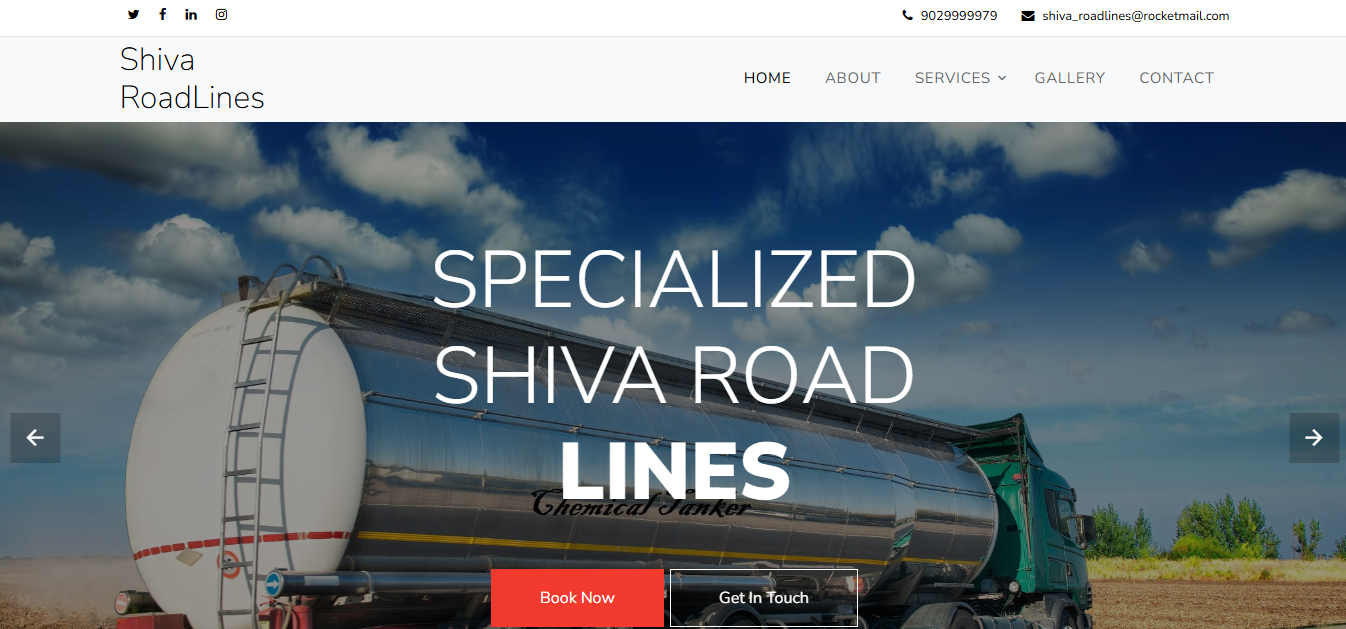 9029999979 shiva_roadlines@rocketmail.com
Shiva
RoadLines
HOME ABOUT SERVICES GALLERY CONTACT
SPECIALIZED
SHIVA ROAD
LINES
Chemical Tanker
Book Now Get In Touch